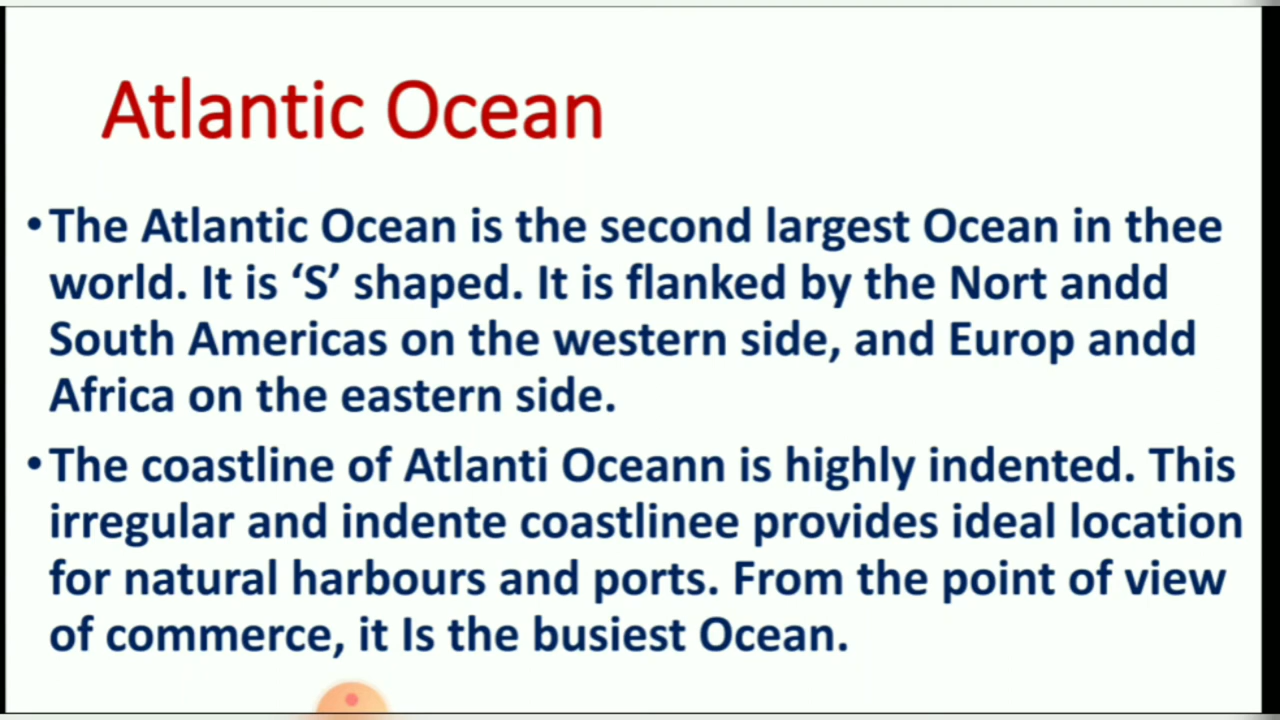 Atlantic Ocean
•The Atlantic Ocean is the second largest Ocean in thee
world. It is ‘S’ shaped. It is flanked by the Nort andd
South Americas on the western side, and Europ andd
Africa on the eastern side.
•The coastline of Atlanti Oceann is highly indented. This
irregular and indente coastlinee provides ideal location
for natural harbours and ports. From the point of view
of commerce, it Is the busiest Ocean.